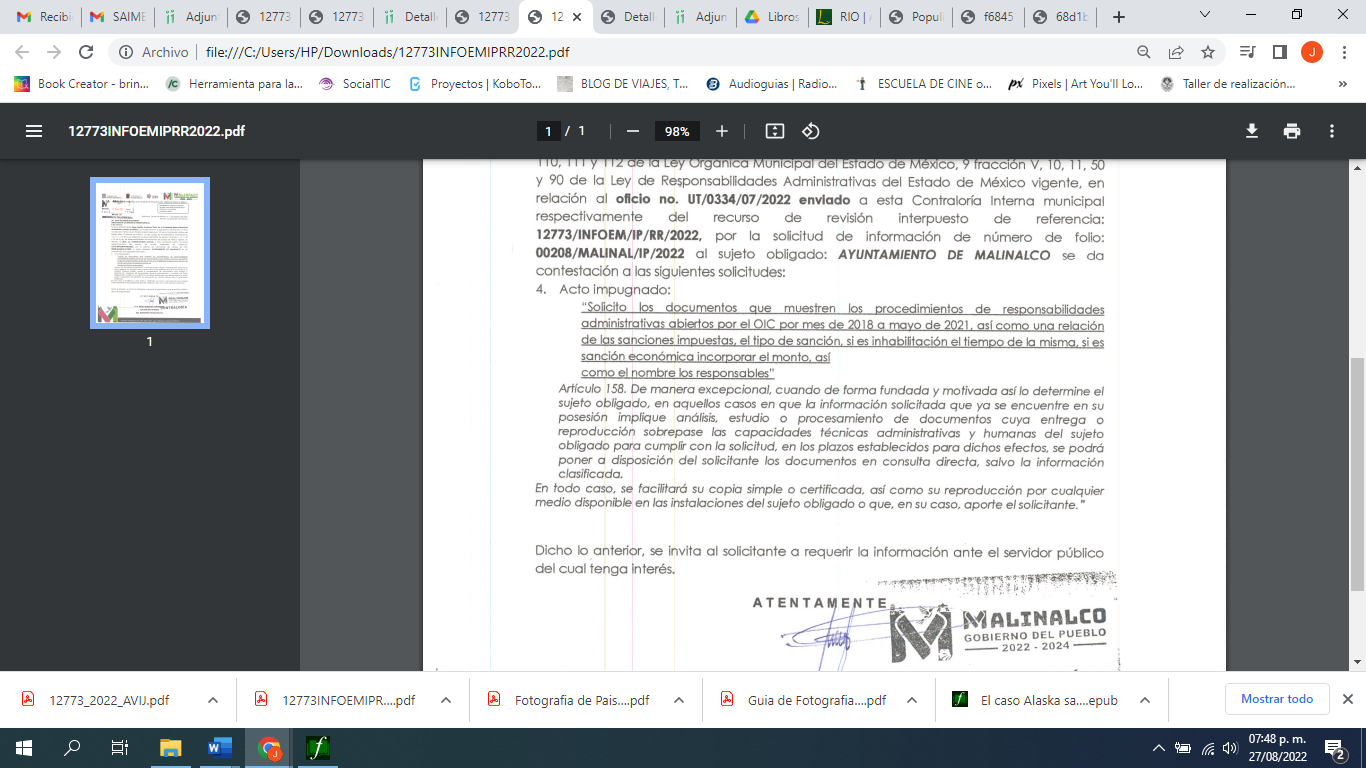 Recibi
SAIME
Adjun
12773
12773
Detall
12773
12
Detall
Adjun
Libros
RIO | A
Populi
f6845
68d1b
Archivo | file:///C:/Users/HP/Downloads/12773INFOEMIPRR2022.pdf
J
Book Creator - brin...
Herramienta para la...
SocialTIC
Proyectos | KoboTo...
BLOG DE VIAJES, T...
Audioguias | Radio...
ESCUELA DE CINE o...
Pixels | Art You'll Lo...
Taller de realización...
12773INFOEMIPRR2022.pdf
1 / 1
98%
1
110, 111 y 112 de la Ley Orgánica Municipal del Estado de México, 9 fracción V, 10, 11, 50
y 90 de la Ley de Responsabilidades Administrativas del Estado de México vigente, en
relación al oficio no. UT/0334/07/2022 enviado a esta Contraloría Interna municipal
respectivamente del recurso de revisión interpuesto de referencia:
12773/INFOEM/IP/RR/2022, por la solicitud de información de número de folio:
00208/MALINAL/IP/2022 al sujeto obligado: AYUNTAMIENTO DE MALINALCO se da
contestación a las siguientes solicitudes:
4. Acto impugnado:
"Solicito los documentos que muestren los procedimientos de responsabilidades
administrativas abiertos por el OIC por mes de 2018 a mayo de 2021, así como una relación
de las sanciones impuestas, el tipo de sanción, si es inhabilitación el tiempo de la misma, si es
sanción económica incorporar el monto, así
como el nombre los responsables"
Artículo 158. De manera excepcional, cuando de forma fundada y motivada así lo determine el
sujeto obligado, en aquellos casos en que la información solicitada que ya se encuentre en su
posesión implique análisis, estudio o procesamiento de documentos cuya entrega o
reproducción sobrepase las capacidades técnicas administrativas y humanas del sujeto
obligado para cumplir con la solicitud, en los plazos establecidos para dichos efectos, se podrá
poner a disposición del solicitante los documentos en consulta directa, salvo la información
clasificada.
En todo caso, se facilitará su copia simple o certificada, así como su reproducción por cualquier
medio disponible en las instalaciones del sujeto obligado o que, en su caso, aporte el solicitante."
Dicho lo anterior, se invita al solicitante a requerir la información ante el servidor público
del cual tenga interés.
ATENTAMENTE
MALINALCO
GOBIERNO DEL PUEBLO
2022 - 2024
12773_2022_AVIJ.pdf
12773INFOEMIPR....pdf
Fotografia de Pais....pdf
Guia de Fotografia....pdf
El caso Alaska sa....epub
Mostrar todo
07:48 p. m.
27/08/2022
2